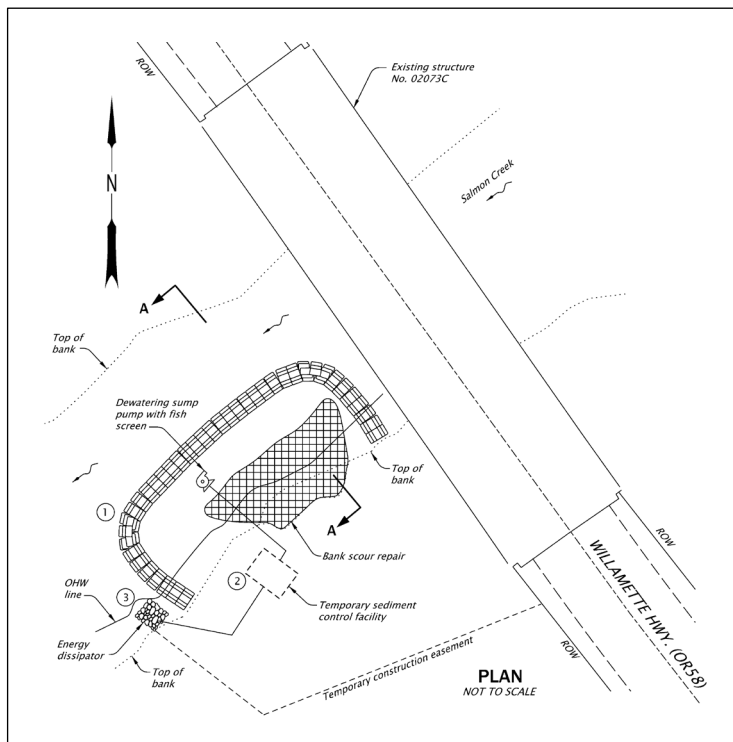 ROW
Existing structure
No. 02073C
N
Salmon Creek
A
Top of
bank
Dewatering sump
pump with fish
screen
Top of
bank
A
1
Bank scour repair
2
OHW
line
3
Temporary sediment
control facility
Energy
dissipator
Top of
bank
Temporary construction easement
ROW
WILLAMETTE HWY. (OR58)
ROW
PLAN
NOT TO SCALE